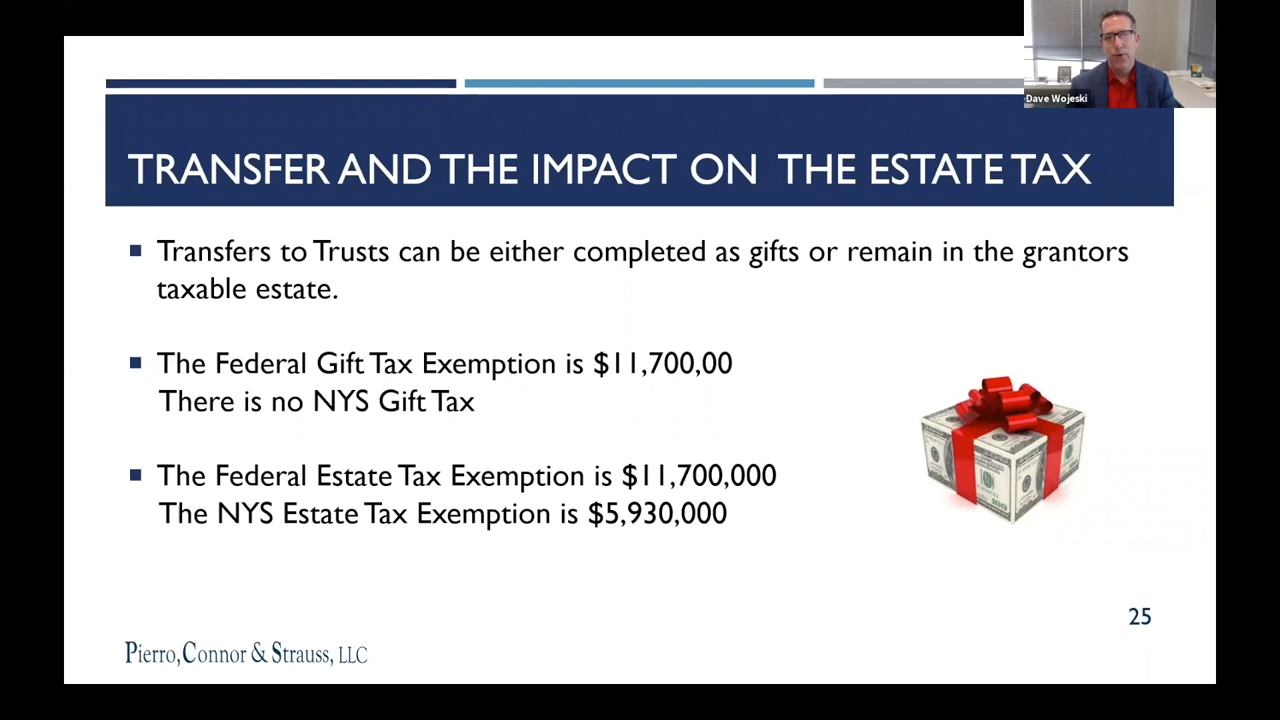 Dave Wojeski
TRANSFER AND THE IMPACT ON THE ESTATE TAX
Transfers to Trusts can be either completed as gifts or remain in the grantors
taxable estate.
The Federal Gift Tax Exemption is $11,700,00
There is no NYS Gift Tax
The Federal Estate Tax Exemption is $11,700,000
The NYS Estate Tax Exemption is $5,930,000
25
Pierro, Connor & Strauss, LLC